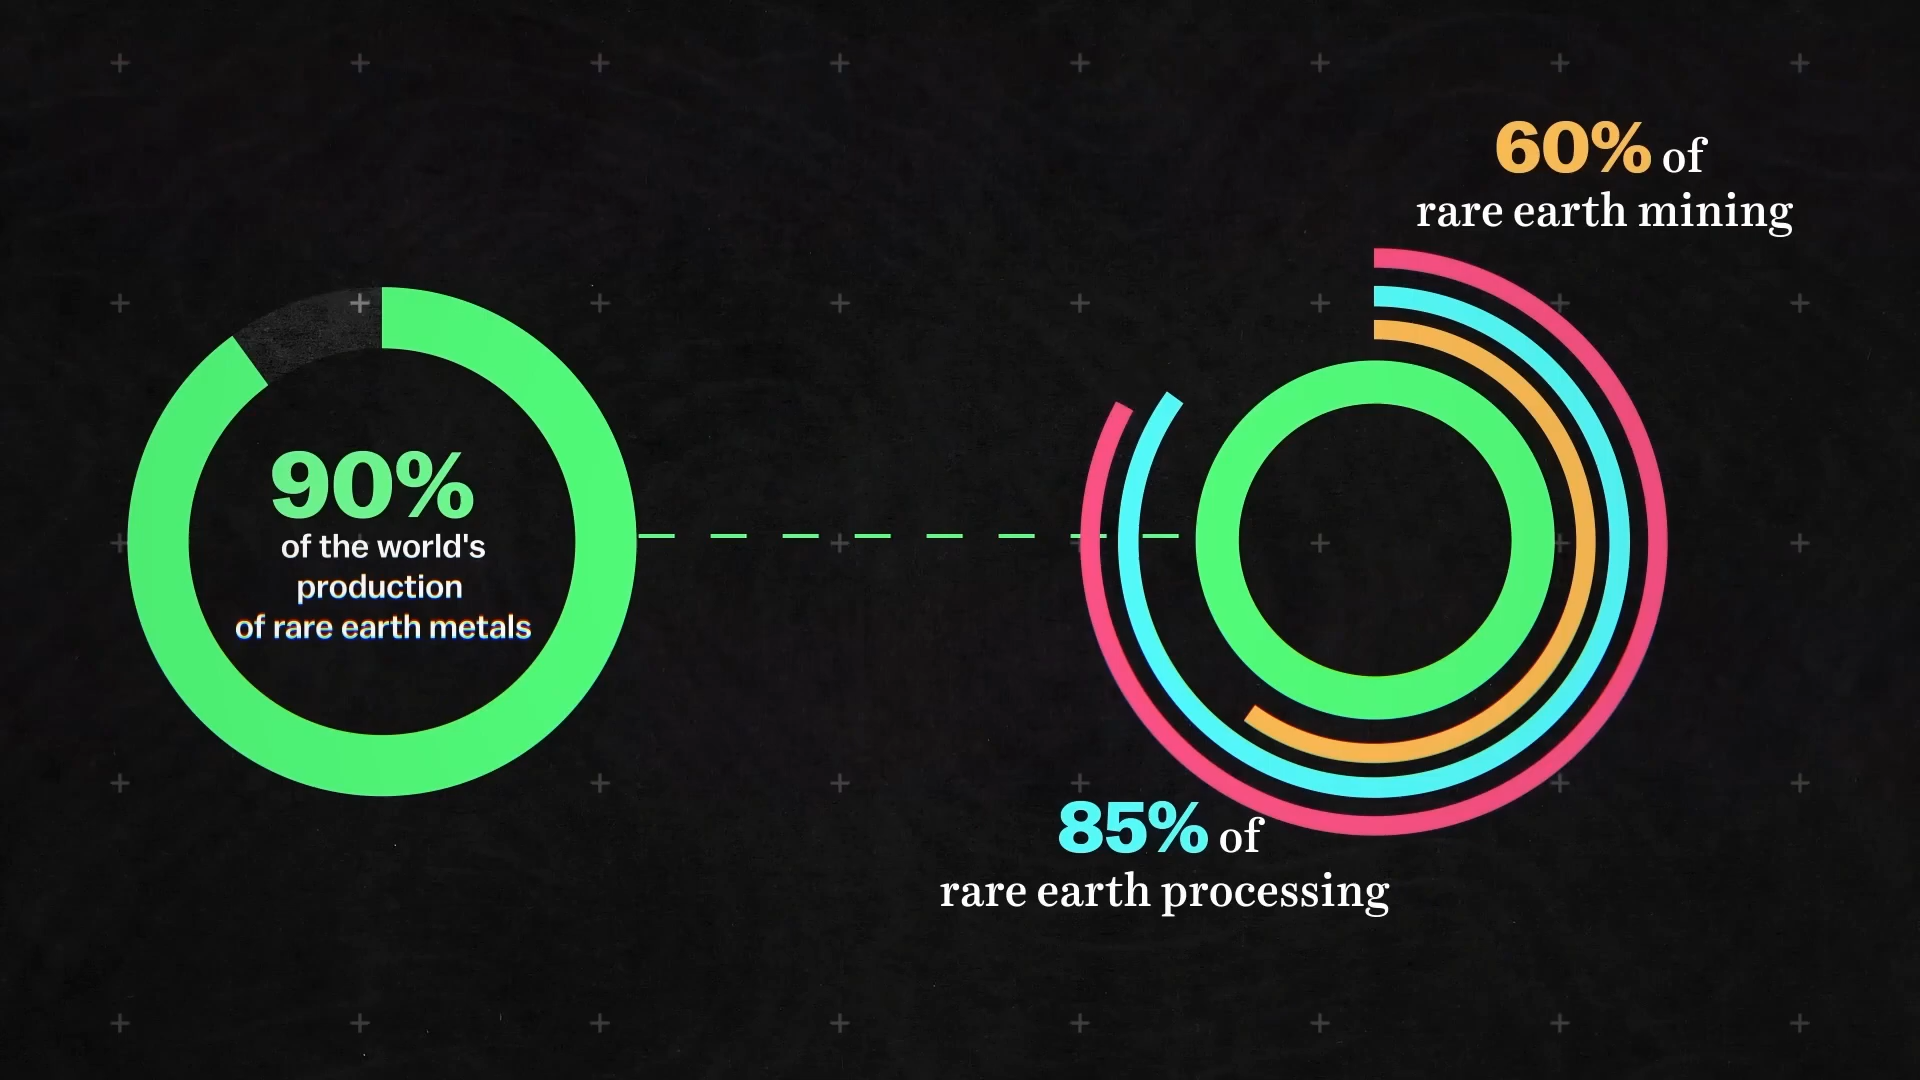 90%
of the world's
production
of rare earth metals
60% of
rare earth mining
85% of
rare earth processing